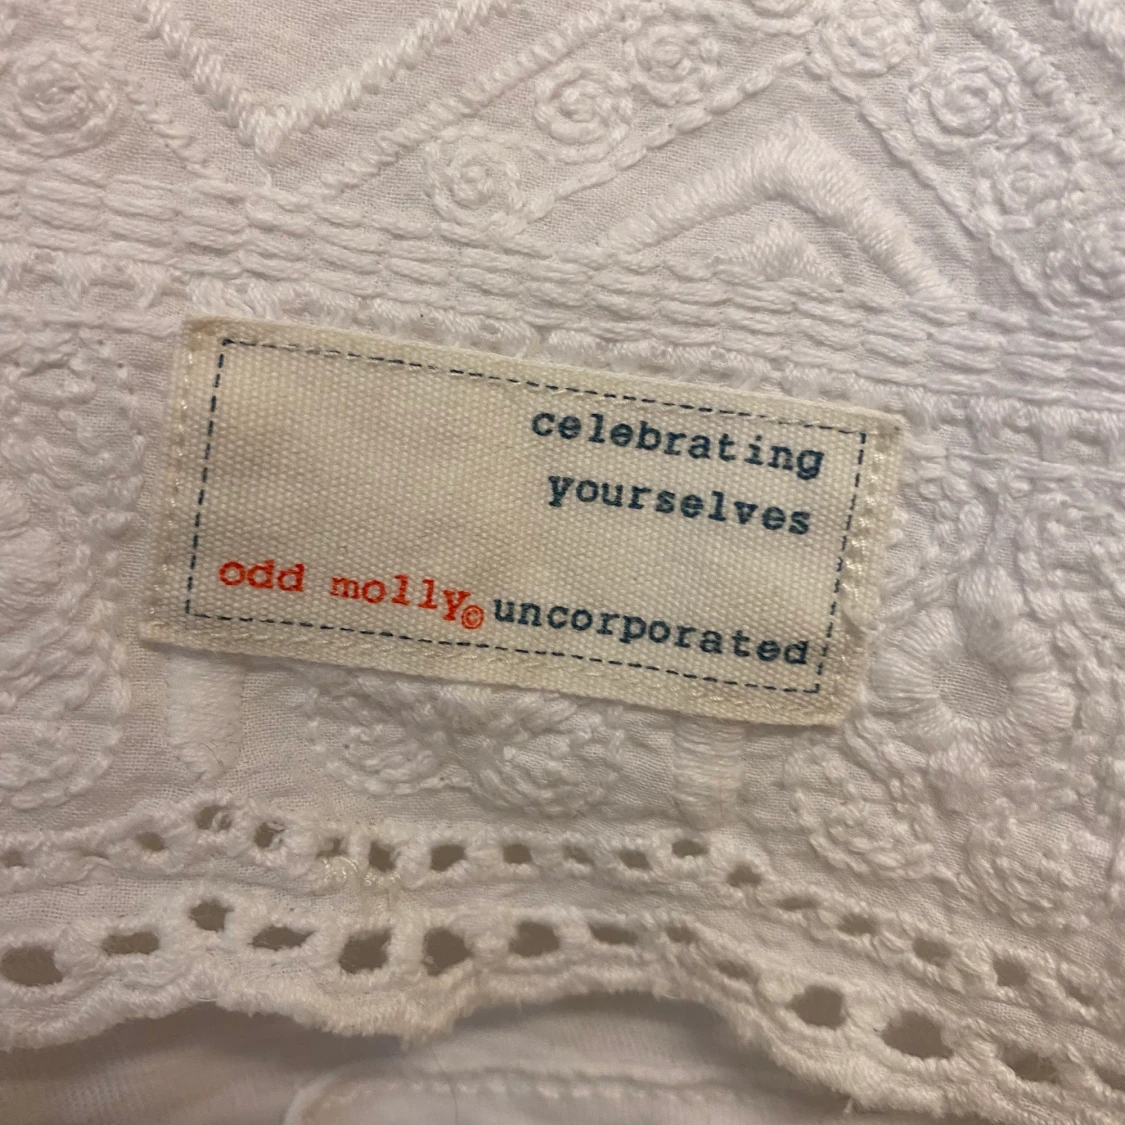 celebrating
yourselves
odd molly© uncorporated